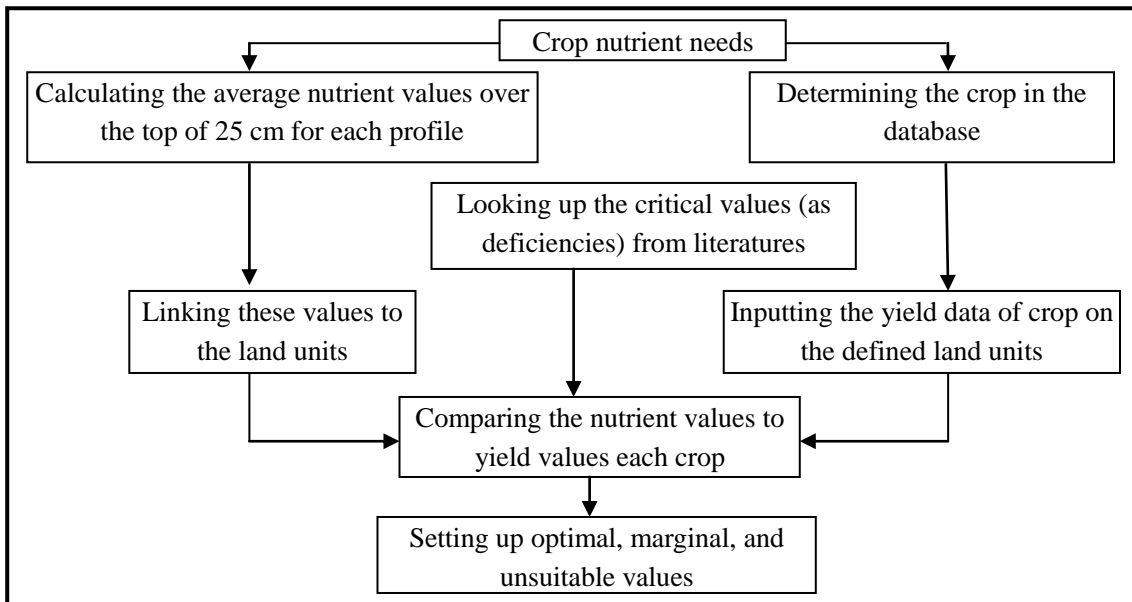 Crop nutrient needs
Calculating the average nutrient values over
the top of 25 cm for each profile
Determining the crop in the
database
Looking up the critical values (as
deficiencies) from literatures
Linking these values to
the land units
Inputting the yield data of crop on
the defined land units
Comparing the nutrient values to
yield values each crop
Setting up optimal, marginal, and
unsuitable values